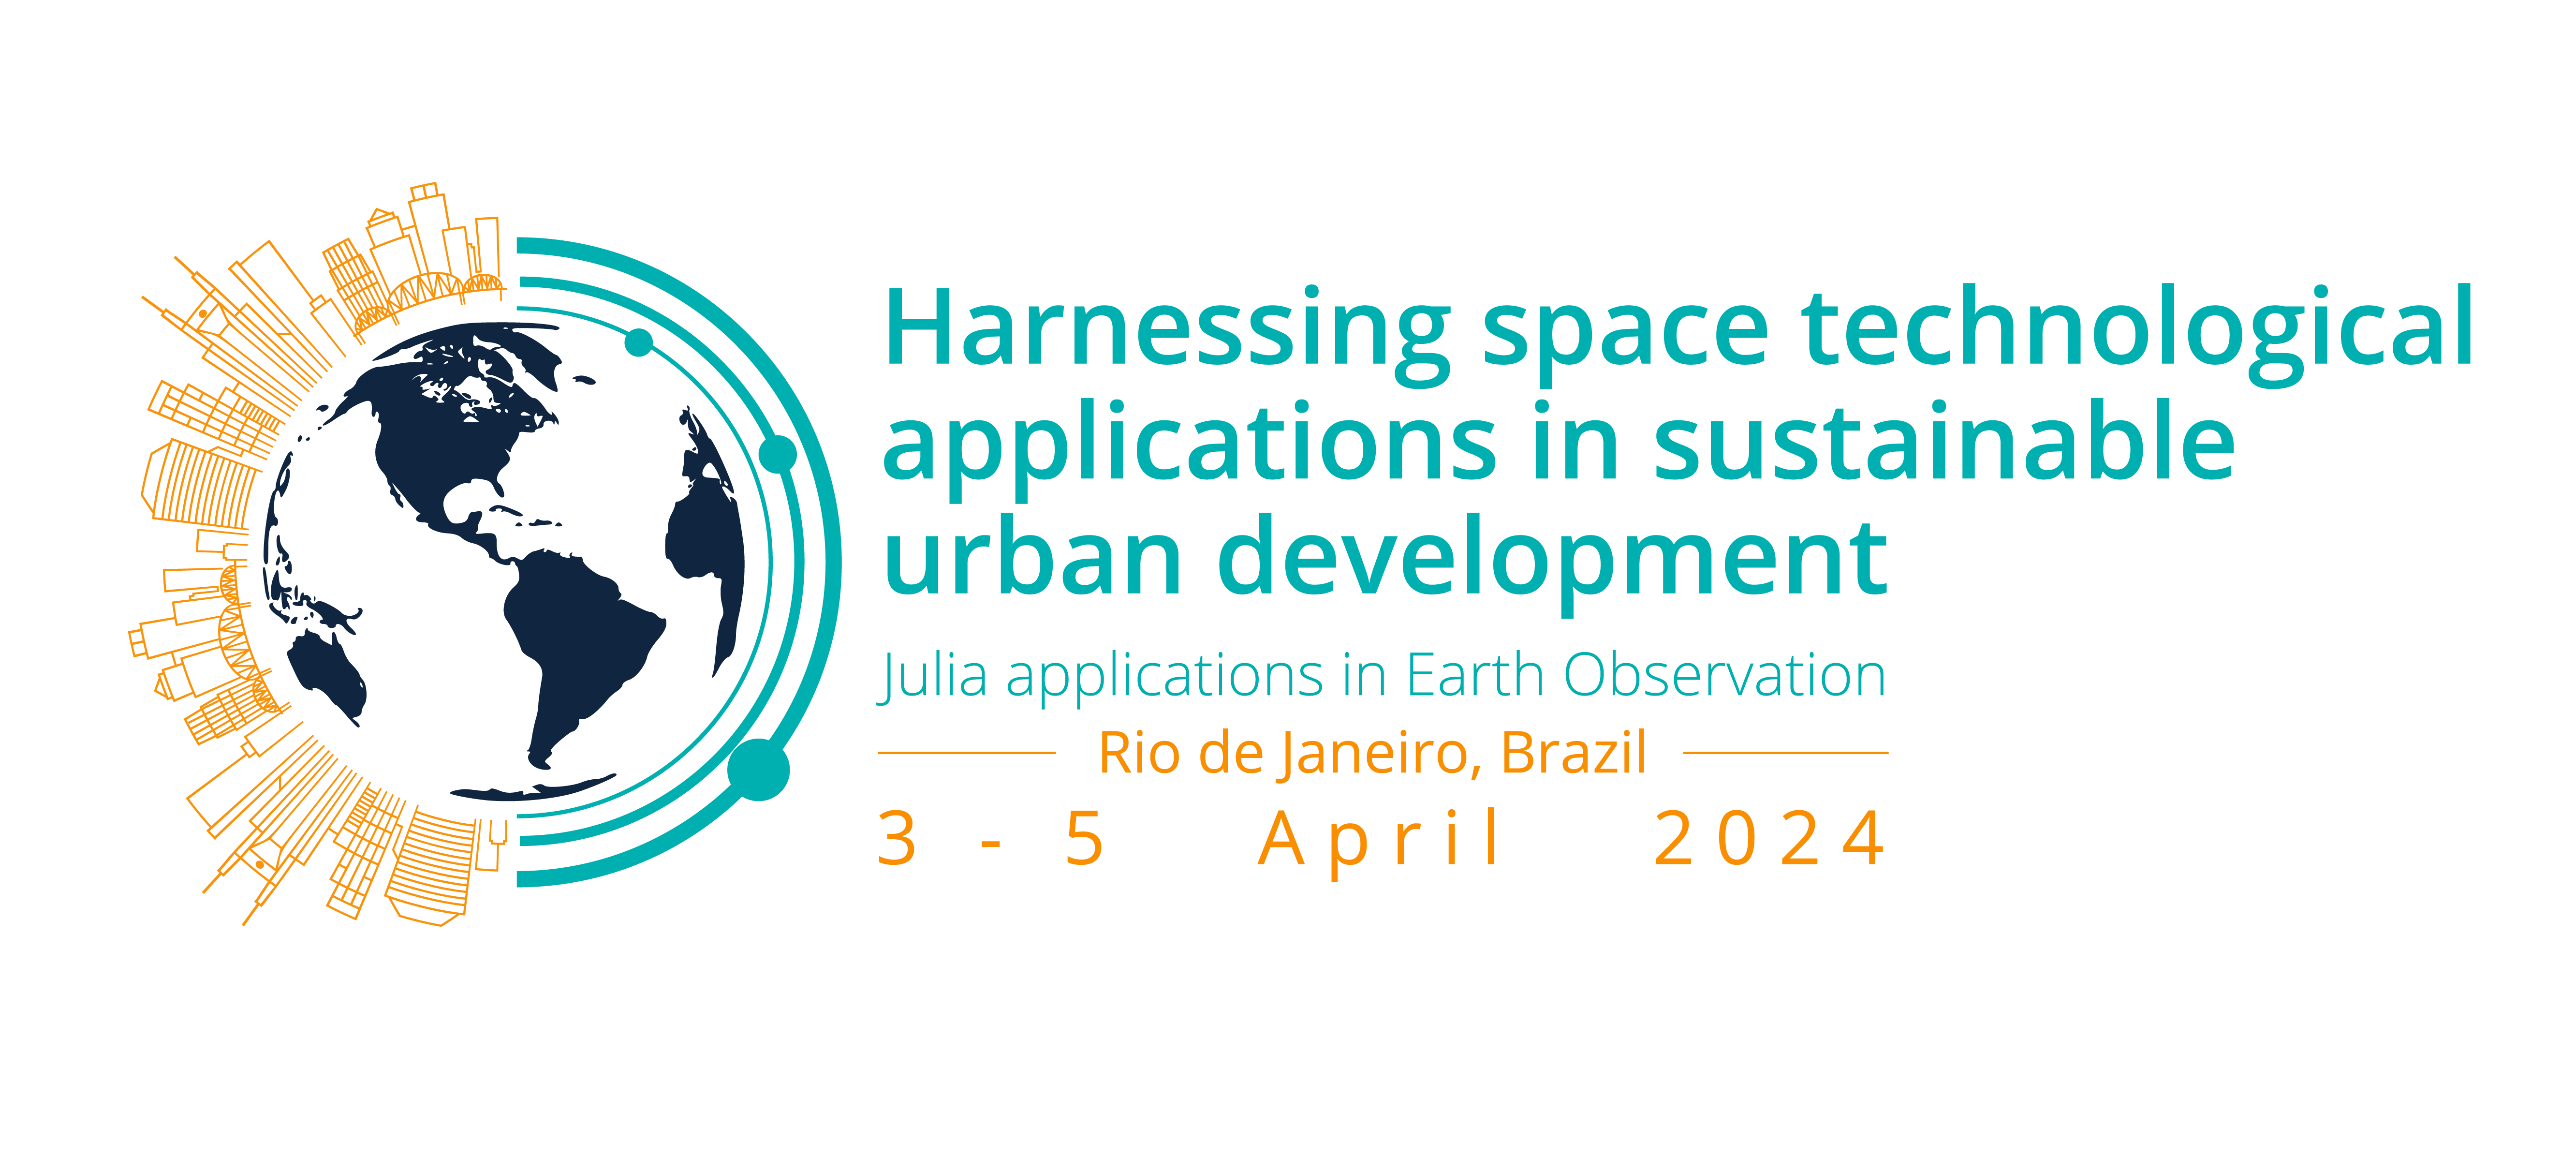 Harnessing space technological
applications in sustainable
urban development
Julia applications in Earth Observation
Rio de Janeiro, Brazil
3 - 5 April 2024